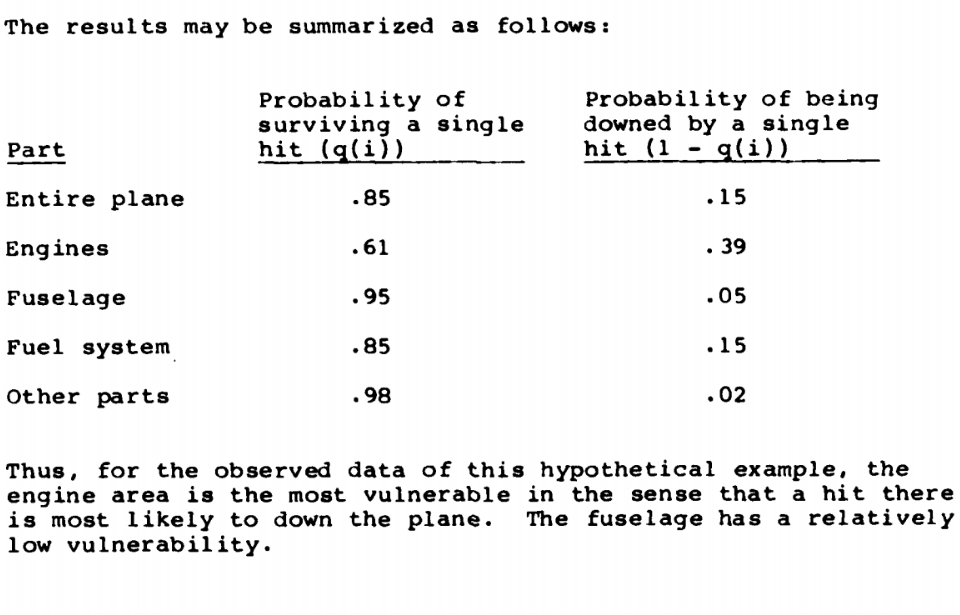 The results may be summarized as follows:
Probability of Probability of being
surviving a single downed by a single
Part hit (q(i)) hit (1 - q(i))
Entire plane .85 .15
Engines .61 .39
Fuselage .95 .05
Fuel system .85 .15
Other parts .98 .02
Thus, for the observed data of this hypothetical example, the
engine area is the most vulnerable in the sense that a hit there
is most likely to down the plane. The fuselage has a relatively
low vulnerability.